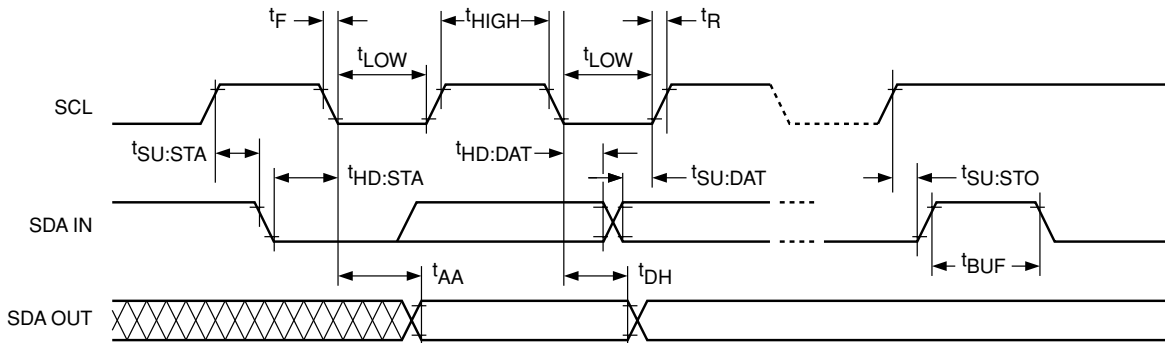 tF
tHIGH
tR
tLOW
tLOW
SCL
tSU:STA
tHD:DAT
tHD:STA
tSU:DAT
tSU:STO
SDA IN
tBUF
tAA
tDH
SDA OUT